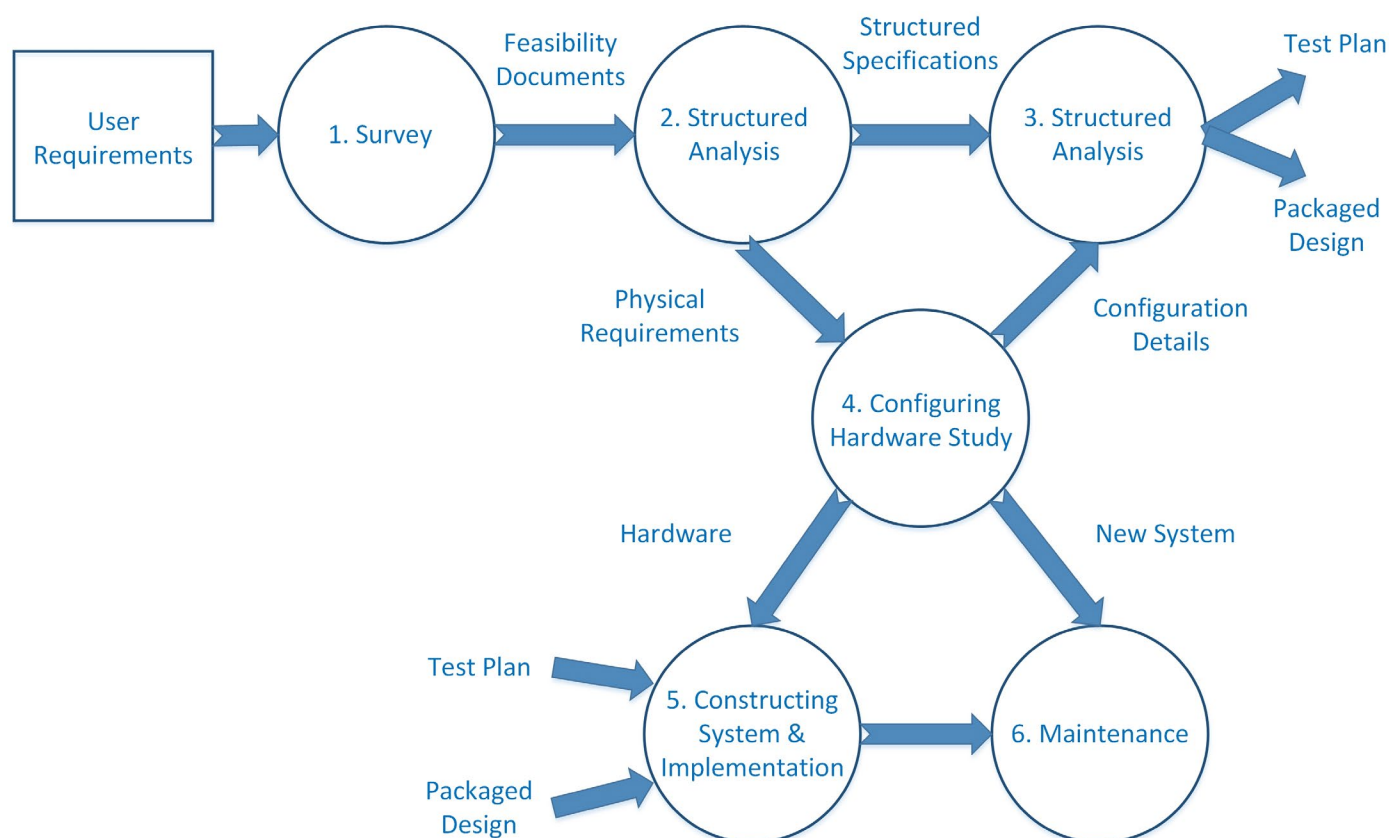 User
Requirements
1. Survey
Feasibility
Documents
2. Structured
Analysis
Structured
Specifications
3. Structured
Analysis
Test Plan
Packaged
Design
Physical
Requirements
Configuration
Details
4. Configuring
Hardware Study
Hardware
New System
Test Plan
Packaged
Design
5. Constructing
System &
Implementation
6. Maintenance